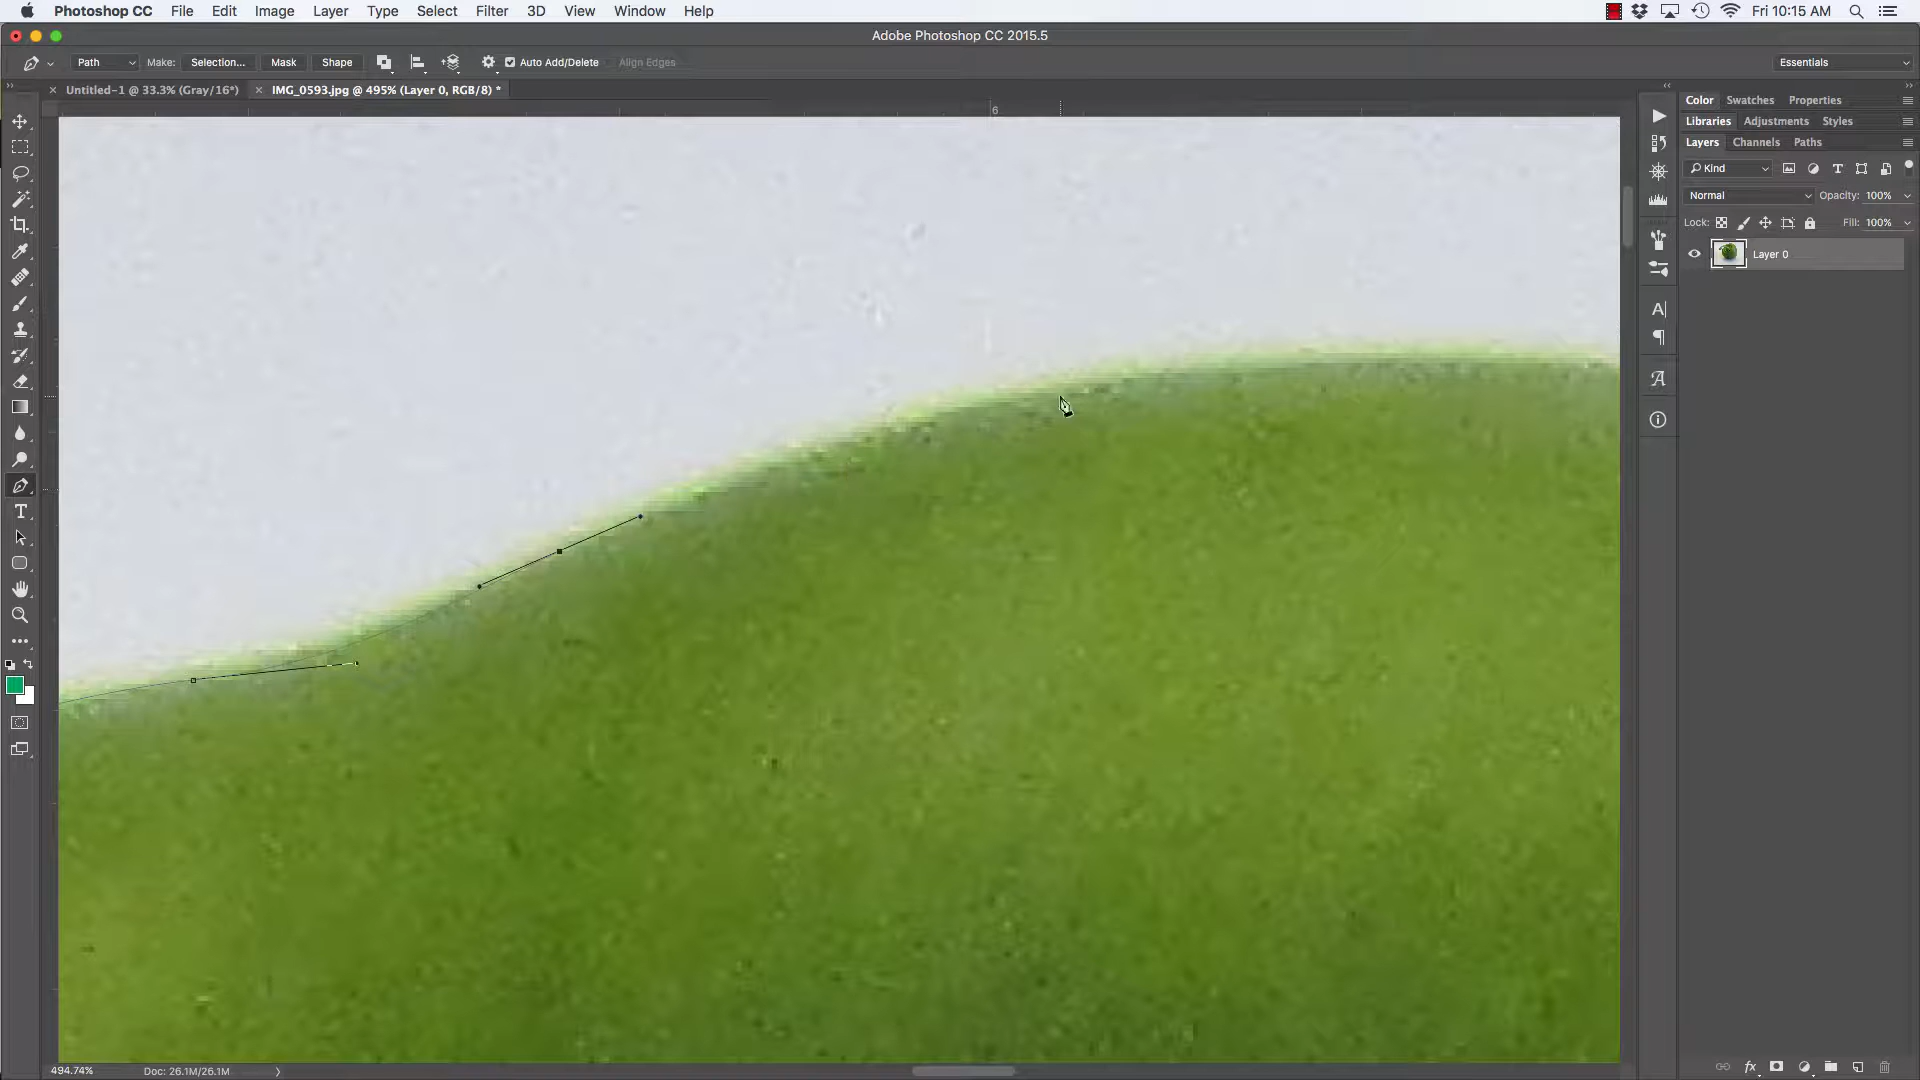 Photoshop CC File Edit Image Layer Type Select Filter 3D View Window Help Fri 10:15 AM
Adobe Photoshop CC 2015.5
Path Make: Selection... Mask Shape Auto Add/Delete Align Edges Essentials
Untitled-1 @ 33.3% (Gray/16*) IMG_0593.jpg @ 495% (Layer 0, RGB/8) *
Color Swatches Properties
6
Libraries Adjustments Styles
Layers Channels Paths
Kind
Normal Opacity: 100%
Lock: Fill: 100%
Layer 0
494.74% Doc: 26.1M/26.1M